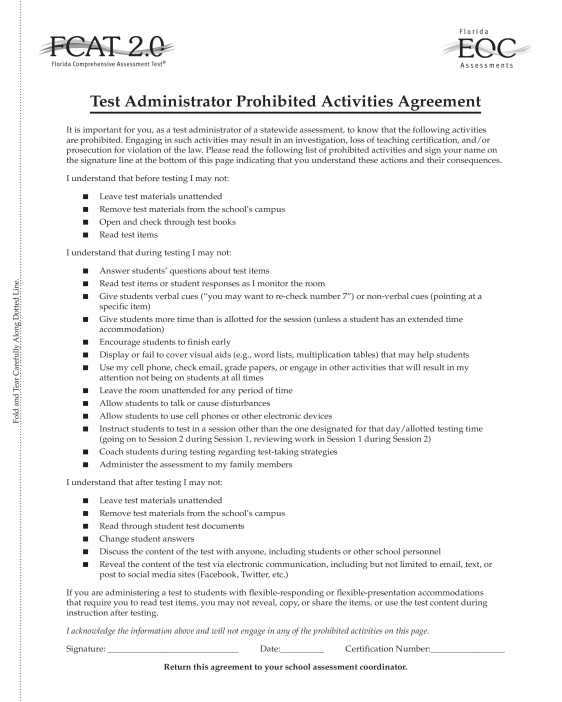 FCAT 2.0
Florida Comprehensive Assessment Test®
Florida
EOC
Assessments
Test Administrator Prohibited Activities Agreement
It is important for you, as a test administrator of a statewide assessment, to know that the following activities
are prohibited. Engaging in such activities may result in an investigation, loss of teaching certification, and/or
prosecution for violation of the law. Please read the following list of prohibited activities and sign your name on
the signature line at the bottom of this page indicating that you understand these actions and their consequences.
I understand that before testing I may not:
■ Leave test materials unattended
■ Remove test materials from the school's campus
■ Open and check through test books
■ Read test items
I understand that during testing I may not:
■ Answer students' questions about test items
■ Read test items or student responses as I monitor the room
■ Give students verbal cues ("you may want to re-check number 7") or non-verbal cues (pointing at a
specific item)
■ Give students more time than is allotted for the session (unless a student has an extended time
accommodation)
■ Encourage students to finish early
■ Display or fail to cover visual aids (e.g., word lists, multiplication tables) that may help students
■ Use my cell phone, check email, grade papers, or engage in other activities that will result in my
attention not being on students at all times
■ Leave the room unattended for any period of time
■ Allow students to talk or cause disturbances
■ Allow students to use cell phones or other electronic devices
■ Instruct students to test in a session other than the one designated for that day/allotted testing time
(going on to Session 2 during Session 1, reviewing work in Session 1 during Session 2)
■ Coach students during testing regarding test-taking strategies
■ Administer the assessment to my family members
I understand that after testing I may not:
■ Leave test materials unattended
■ Remove test materials from the school's campus
■ Read through student test documents
■ Change student answers
■ Discuss the content of the test with anyone, including students or other school personnel
■ Reveal the content of the test via electronic communication, including but not limited to email, text, or
post to social media sites (Facebook, Twitter, etc.)
If you are administering a test to students with flexible-responding or flexible-presentation accommodations
that require you to read test items, you may not reveal, copy, or share the items, or use the test content during
instruction after testing.
I acknowledge the information above and will not engage in any of the prohibited activities on this page.
Signature: ____________________________ Date:__________ Certification Number:________________
Return this agreement to your school assessment coordinator.
Fold and Tear Carefully Along Dotted Line.